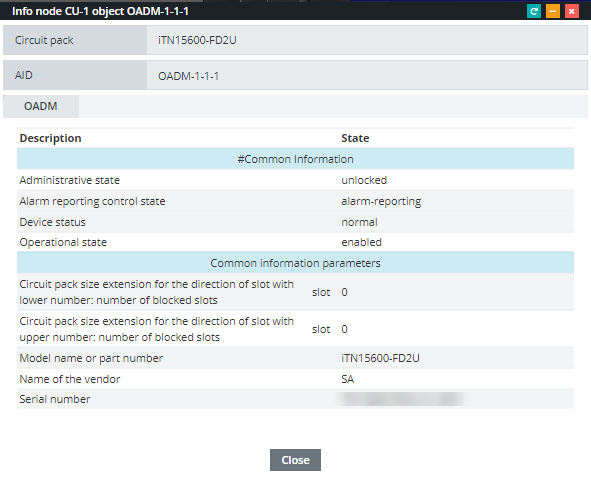 Info node CU-1 object OADM-1-1-1
Circuit pack iTN15600-FD2U
AID OADM-1-1-1
OADM
Description State
#Common Information
Administrative state unlocked
Alarm reporting control state alarm-reporting
Device status normal
Operational state enabled
Common information parameters
Circuit pack size extension for the direction of slot with
lower number: number of blocked slots slot 0
Circuit pack size extension for the direction of slot with
upper number: number of blocked slots slot 0
Model name or part number iTN15600-FD2U
Name of the vendor SA
Serial number
Close